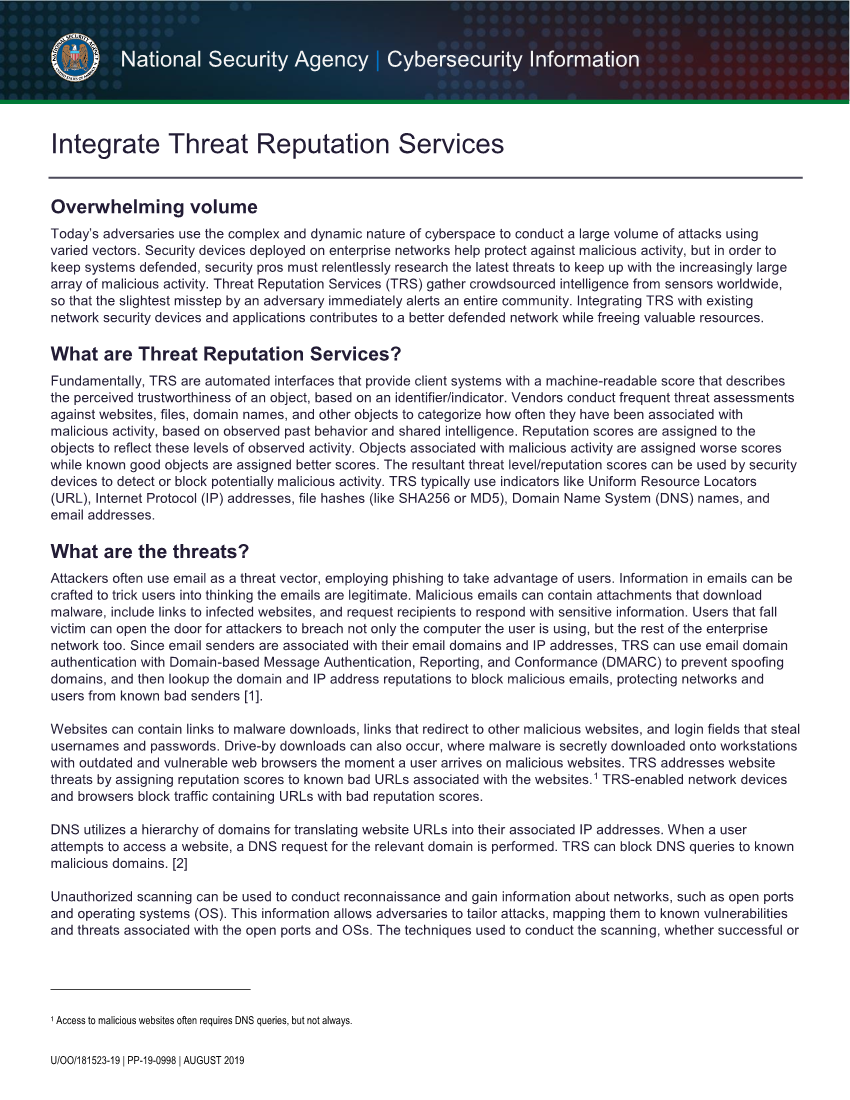 National Security Agency | Cybersecurity Information
Integrate Threat Reputation Services
Overwhelming volume
Today's adversaries use the complex and dynamic nature of cyberspace to conduct a large volume of attacks using
varied vectors. Security devices deployed on enterprise networks help protect against malicious activity, but in order to
keep systems defended, security pros must relentlessly research the latest threats to keep up with the increasingly large
array of malicious activity. Threat Reputation Services (TRS) gather crowdsourced intelligence from sensors worldwide,
so that the slightest misstep by an adversary immediately alerts an entire community. Integrating TRS with existing
network security devices and applications contributes to a better defended network while freeing valuable resources.
What are Threat Reputation Services?
Fundamentally, TRS are automated interfaces that provide client systems with a machine-readable score that describes
the perceived trustworthiness of an object, based on an identifier/indicator. Vendors conduct frequent threat assessments
against websites, files, domain names, and other objects to categorize how often they have been associated with
malicious activity, based on observed past behavior and shared intelligence. Reputation scores are assigned to the
objects to reflect these levels of observed activity. Objects associated with malicious activity are assigned worse scores
while known good objects are assigned better scores. The resultant threat level/reputation scores can be used by security
devices to detect or block potentially malicious activity. TRS typically use indicators like Uniform Resource Locators
(URL), Internet Protocol (IP) addresses, file hashes (like SHA256 or MD5), Domain Name System (DNS) names, and
email addresses.
What are the threats?
Attackers often use email as a threat vector, employing phishing to take advantage of users. Information in emails can be
crafted to trick users into thinking the emails are legitimate. Malicious emails can contain attachments that download
malware, include links to infected websites, and request recipients to respond with sensitive information. Users that fall
victim can open the door for attackers to breach not only the computer the user is using, but the rest of the enterprise
network too. Since email senders are associated with their email domains and IP addresses, TRS can use email domain
authentication with Domain-based Message Authentication, Reporting, and Conformance (DMARC) to prevent spoofing
domains, and then lookup the domain and IP address reputations to block malicious emails, protecting networks and
users from known bad senders [1].
Websites can contain links to malware downloads, links that redirect to other malicious websites, and login fields that steal
usernames and passwords. Drive-by downloads can also occur, where malware is secretly downloaded onto workstations
with outdated and vulnerable web browsers the moment a user arrives on malicious websites. TRS addresses website
threats by assigning reputation scores to known bad URLs associated with the websites.¹ TRS-enabled network devices
and browsers block traffic containing URLs with bad reputation scores.
DNS utilizes a hierarchy of domains for translating website URLs into their associated IP addresses. When a user
attempts to access a website, a DNS request for the relevant domain is performed. TRS can block DNS queries to known
malicious domains. [2]
Unauthorized scanning can be used to conduct reconnaissance and gain information about networks, such as open ports
and operating systems (OS). This information allows adversaries to tailor attacks, mapping them to known vulnerabilities
and threats associated with the open ports and OSs. The techniques used to conduct the scanning, whether successful or
¹ Access to malicious websites often requires DNS queries, but not always.
U/OO/181523-19 | PP-19-0998 | AUGUST 2019